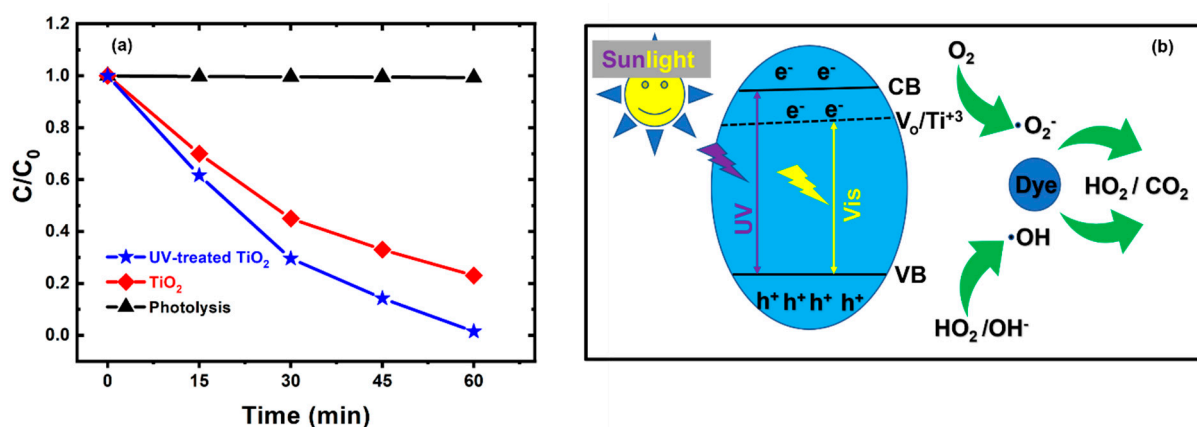 (a)
1.2
1.0
0.8
0.6
0.4
0.2
0.0
C/C₀
UV-treated TiO₂
TiO₂
Photolysis
0 15 30 45 60
Time (min)
(b)
Sunlight
e⁻ e⁻
CB
e⁻ e⁻
Vₒ/Ti⁺³
UV
Vis
VB
h⁺ h⁺ h⁺ h⁺
O₂
•O₂⁻
Dye
HO₂ / CO₂
•OH
HO₂ /OH⁻